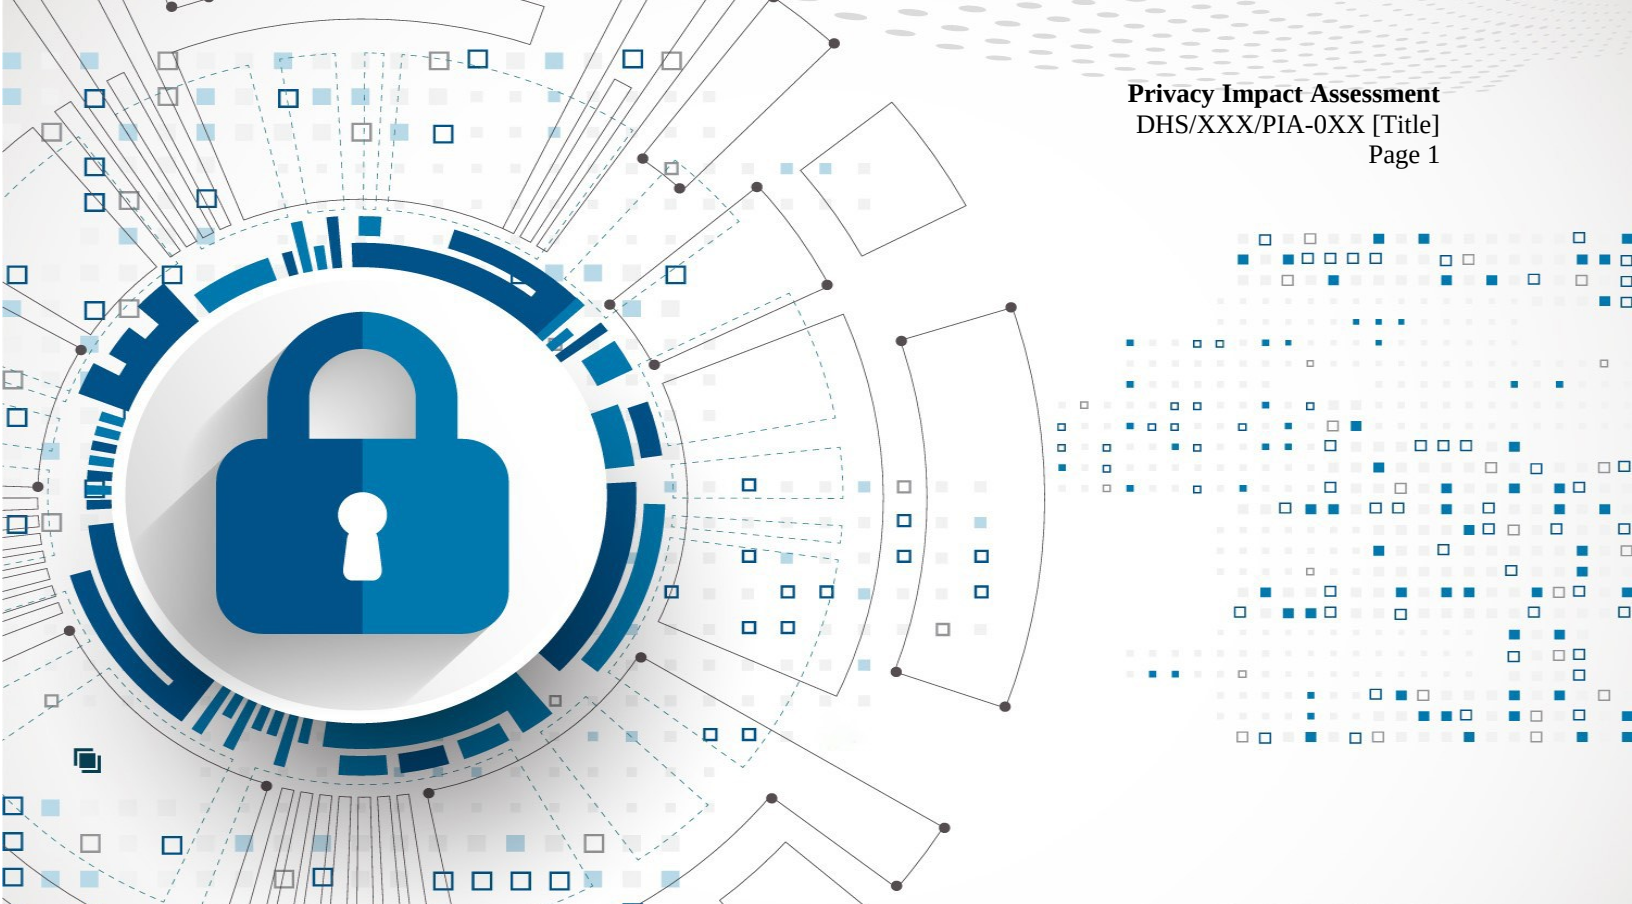 Privacy Impact Assessment
DHS/XXX/PIA-0XX [Title]
Page 1